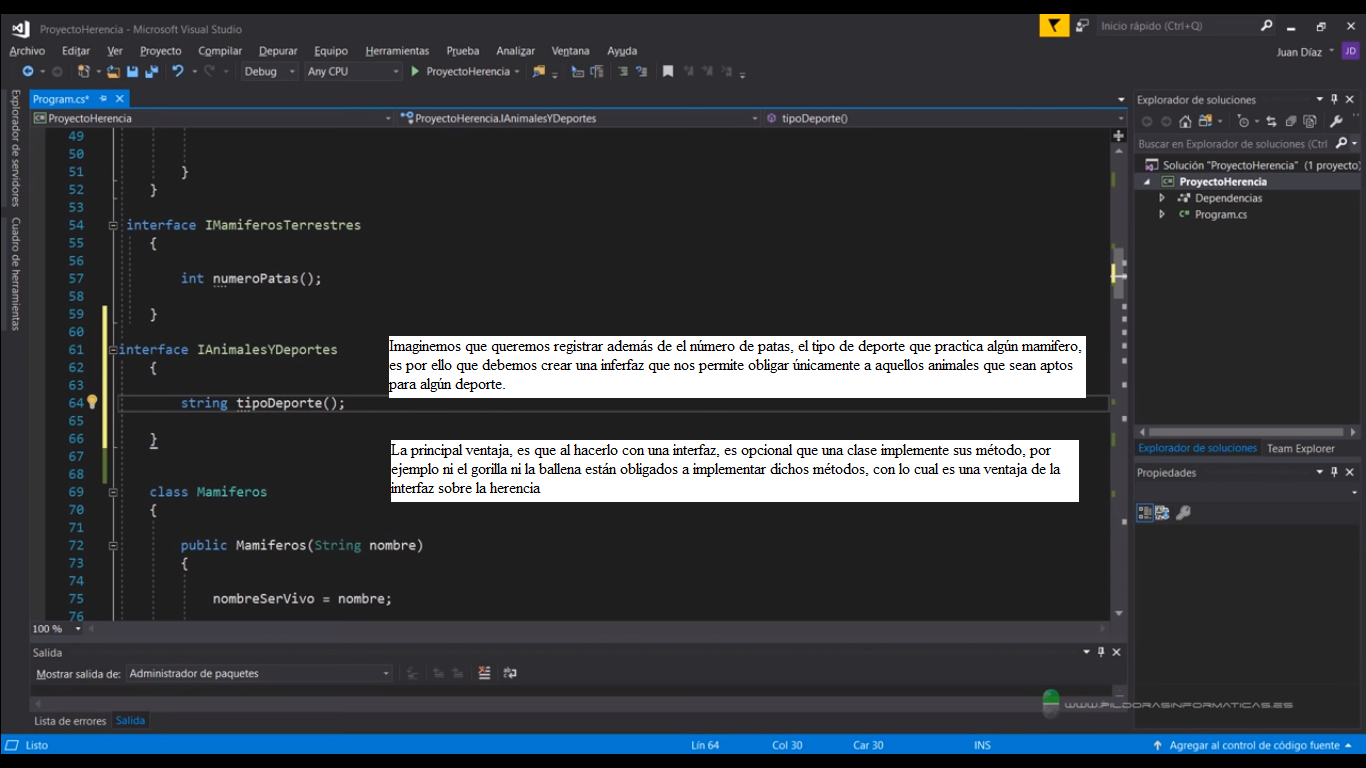 ProyectoHerencia - Microsoft Visual Studio
Inicio rápido (Ctrl+Q)
Archivo Editar Ver Proyecto Compilar Depurar Equipo Herramientas Prueba Analizar Ventana Ayuda
Juan Díaz JD
Debug Any CPU ProyectoHerencia
Explorador de servidores
Cuadro de herramientas
Program.cs*
ProyectoHerencia ProyectoHerencia.IAnimalesYDeportes tipoDeporte()
49
50
51 }
52 }
53
54 interface IMamiferosTerrestres
55 {
56
57 int numeroPatas();
58
59 }
60
61 interface IAnimalesYDeportes
62 {
63
64 string tipoDeporte();
65
66 }
67
68
69 class Mamiferos
70 {
71
72 public Mamiferos(String nombre)
73 {
74
75 nombreSerVivo = nombre;
76
Imaginemos que queremos registrar además de el número de patas, el tipo de deporte que practica algún mamifero,
es por ello que debemos crear una inferfaz que nos permite obligar únicamente a aquellos animales que sean aptos
para algún deporte.
La principal ventaja, es que al hacerlo con una interfaz, es opcional que una clase implemente sus método, por
ejemplo ni el gorilla ni la ballena están obligados a implementar dichos métodos, con lo cual es una ventaja de la
interfaz sobre la herencia
100 %
Explorador de soluciones
Buscar en Explorador de soluciones (Ctrl
Solución "ProyectoHerencia" (1 proyecto)
C# ProyectoHerencia
Dependencias
C# Program.cs
Explorador de soluciones Team Explorer
Propiedades
Salida
Mostrar salida de: Administrador de paquetes
Lista de errores Salida
WWW.PILDORASINFORMATICAS.ES
Listo Lín 64 Col 30 Car 30 INS Agregar al control de código fuente